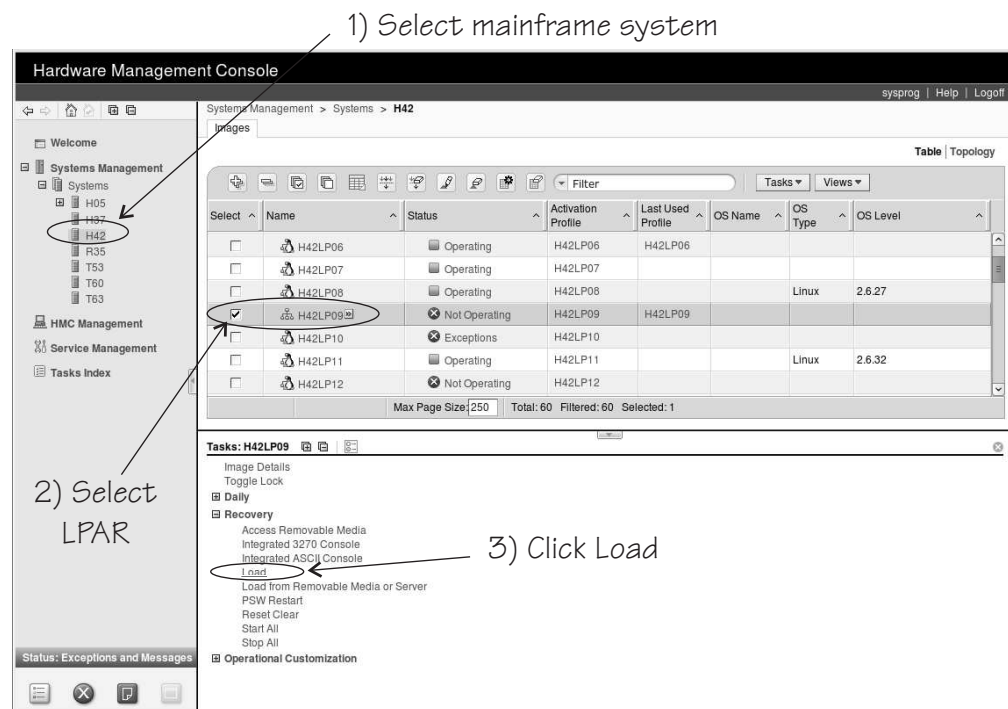 1) Select mainframe system
Hardware Management Console
sysprog | Help | Logoff
Systems Management > Systems > H42
Images
Table | Topology
Welcome
Systems Management
Systems
H05
H37
H42
R35
T53
T60
T63
HMC Management
Service Management
Tasks Index
Filter
Tasks Views
Select Name Status Activation Profile Last Used Profile OS Name OS Type OS Level
H42LP06 Operating H42LP06 H42LP06
H42LP07 Operating H42LP07
H42LP08 Operating H42LP08 Linux 2.6.27
H42LP09 Not Operating H42LP09 H42LP09
H42LP10 Exceptions H42LP10
H42LP11 Operating H42LP11 Linux 2.6.32
H42LP12 Not Operating H42LP12
Max Page Size: 250 Total: 60 Filtered: 60 Selected: 1
Tasks: H42LP09
Image Details
Toggle Lock
Daily
Recovery
Access Removable Media
Integrated 3270 Console
Integrated ASCII Console
Load
Load from Removable Media or Server
PSW Restart
Reset Clear
Start All
Stop All
Operational Customization
2) Select
LPAR
3) Click Load
Status: Exceptions and Messages